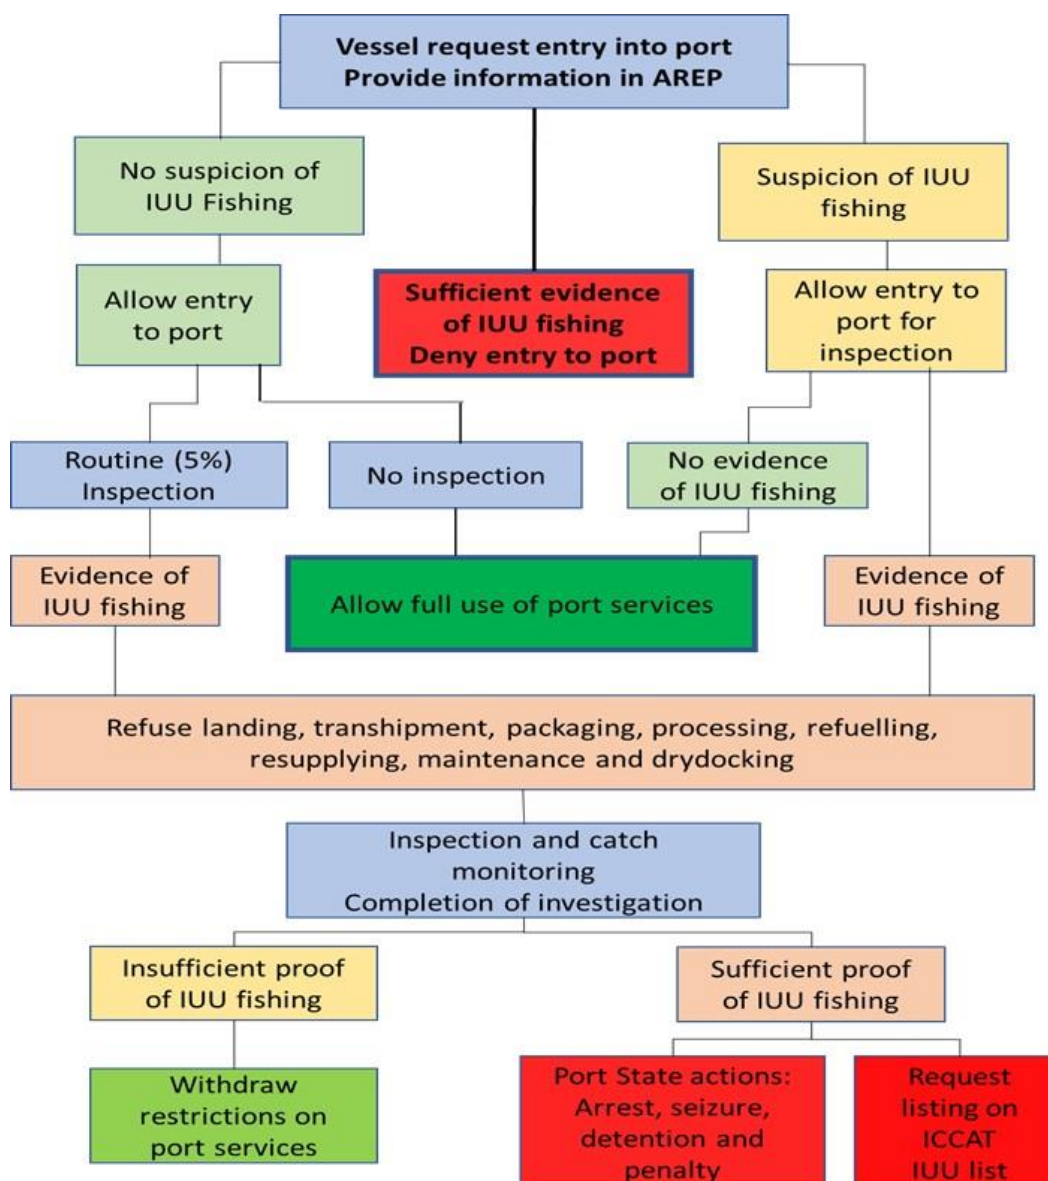 Vessel request entry into port
Provide information in AREP
No suspicion of
IUU Fishing
Suspicion of IUU
fishing
Allow entry
to port
Sufficient evidence
of IUU fishing
Deny entry to port
Allow entry to
port for
inspection
Routine (5%)
Inspection
No inspection
No evidence
of IUU fishing
Evidence of
IUU fishing
Allow full use of port services
Evidence of
IUU fishing
Refuse landing, transhipment, packaging, processing, refuelling,
resupplying, maintenance and drydocking
Inspection and catch
monitoring
Completion of investigation
Insufficient proof
of IUU fishing
Sufficient proof
of IUU fishing
Withdraw
restrictions on
port services
Port State actions:
Arrest, seizure,
detention and
penalty
Request
listing on
ICCAT
IUU list